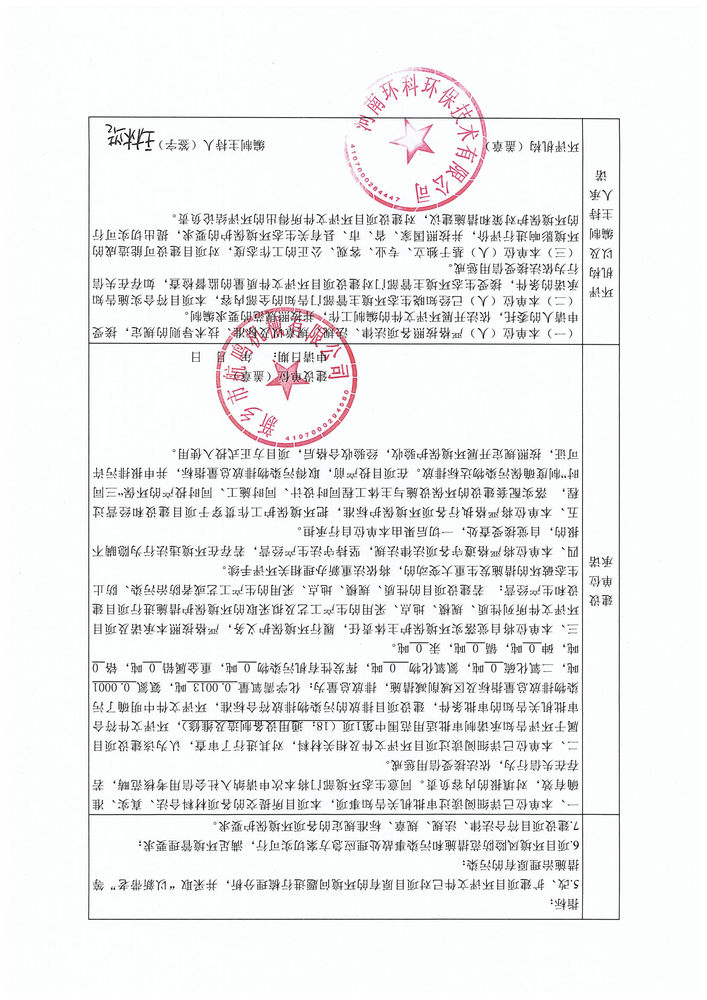 指标；
5.改、扩建项目环评文件已对项目原有的环境问题进行梳理分析，并采取“以新带老”等
措施治理原有的污染；
6.项目环境风险防范措施和污染事故处理应急方案切实可行，满足环境管理要求；
7.建设项目符合法律、法规、规章、标准规定的各项环境保护要求。
建设
单位
承诺
一、本单位已详细阅读过审批机关告知事项，本项目所提交的各项材料合法、真实、准
确有效，对填报的内容负责。同意生态环境部门将本次申请纳入社会信用考核范畴，若
存在失信行为，依法接受信用惩戒。
二、本单位已详细阅读过项目环评文件及相关材料，对其进行了审查，认为该建设项目
属于环评告知承诺制审批适用范围中第1项（18：通用设备制造及维修），环评文件符合
审批机关告知的审批条件，建设项目排放的污染物排放符合标准，环评文件中明确了污
染物排放总量指标及区域削减措施，排放总量为：化学需氧量 0.0013 吨，氨氮 0.0001
吨，二氧化硫 0 吨，氮氧化物 0 吨，挥发性有机污染物 0 吨，重金属铅 0 吨，铬 0
吨，砷 0 吨，镉 0 吨，汞 0 吨。
三、本单位将自觉落实环境保护主体责任，履行环境保护义务，严格按照本承诺及项目
环评文件所列性质、规模、地点、采用的生产工艺及拟采取的环境保护措施进行项目建
设和生产经营；若建设项目的性质、规模、地点、采用的生产工艺或者防治污染、防止
生态破坏的措施发生重大变动的，将依法重新办理相关环评手续。
四、本单位将严格遵守各项法律法规，坚持守法生产经营，若存在环境违法行为隐瞒不
报的，自觉接受查处，一切后果由本单位自行承担。
五、本单位将严格执行各项环境保护标准，把环境保护工作贯穿于项目建设和经营过
程，落实配套建设的环保设施与主体工程同时设计、同时施工、同时投产的环保“三同
时”制度确保污染物达标排放。在项目投产前，取得污染物排放总量指标，并申报排污许
可证，按照规定开展环境保护验收，经验收合格后，项目方正式投入使用。
建设单位（盖章）
申请日期： 年 月 日
新乡市航鸣机械有限公司
4107000294560
环评
机构
以及
编制
主持
人承
诺
（一）本单位（人）严格按照各项法律、法规、规章以及标准、技术导则的规定，接受
申请人的委托，依法开展环评文件的编制工作，并按照规范的要求编制。
（二）本单位（人）已经知晓生态环境主管部门告知的全部内容，本项目符合实施告知
承诺的条件，接受生态环境主管部门对建设项目环评文件质量的监督检查，如存在失信
行为依法接受信用惩戒。
（三）本单位（人）基于独立、专业、客观、公正的工作态度，对项目建设可能造成的
环境影响进行评价，并按照国家、省、市、县有关生态环境保护的要求，提出切实可行
的环境保护对策和措施建议，对建设项目环评文件所得出的环评结论负责。
环评机构（盖章） 编制主持人（签字）
河南环科环保技术有限公司
4107000264447